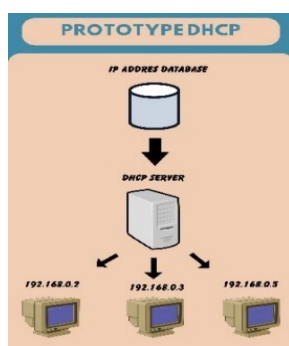 PROTOTYPE DHCP
IP ADDRES DATABASE
DHCP SERVER
192.168.0.2
192.168.0.3
192.168.0.5